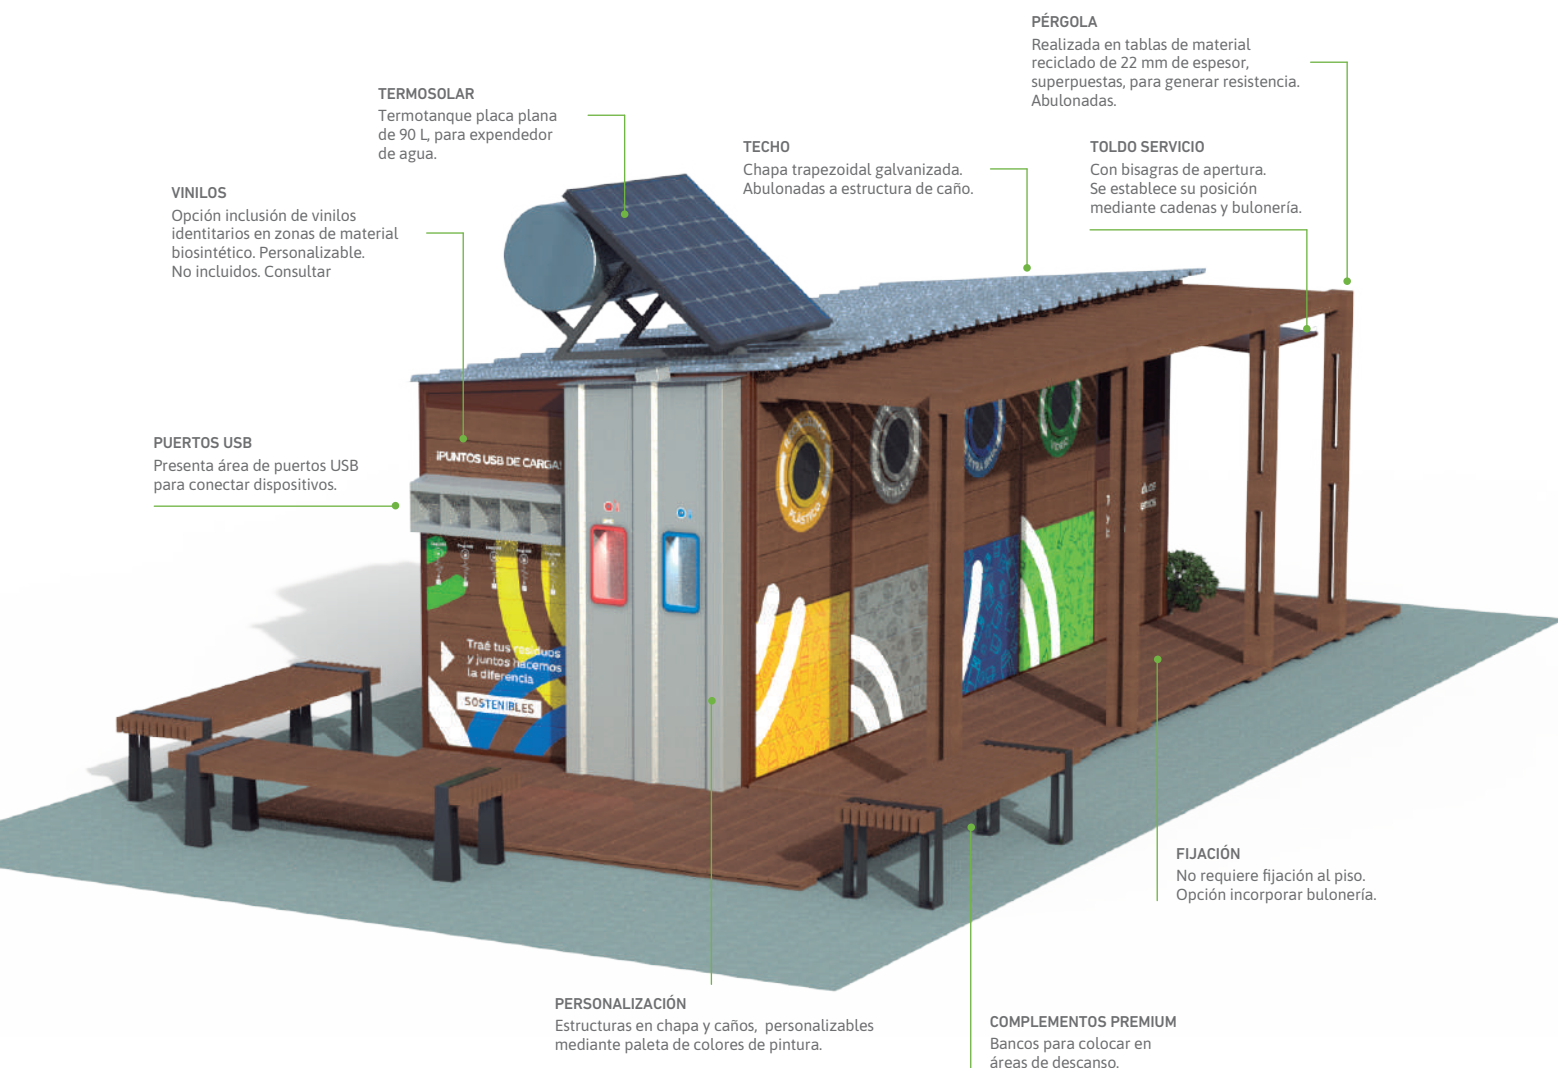 PÉRGOLA
Realizada en tablas de material
reciclado de 22 mm de espesor,
superpuestas, para generar resistencia.
Abulonadas.
TERMOSOLAR
Termotanque placa plana
de 90 L, para expendedor
de agua.
TECHO
Chapa trapezoidal galvanizada.
Abulonadas a estructura de caño.
TOLDO SERVICIO
Con bisagras de apertura.
Se establece su posición
mediante cadenas y bulonería.
VINILOS
Opción inclusión de vinilos
identitarios en zonas de material
biosintético. Personalizable.
No incluidos. Consultar
PUERTOS USB
Presenta área de puertos USB
para conectar dispositivos.
¡PUNTOS USB DE CARGA!
PLÁSTICO
Traé tus residuos
y juntos hacemos
la diferencia
SOSTENIBLES
FIJACIÓN
No requiere fijación al piso.
Opción incorporar bulonería.
PERSONALIZACIÓN
Estructuras en chapa y caños, personalizables
mediante paleta de colores de pintura.
COMPLEMENTOS PREMIUM
Bancos para colocar en
áreas de descanso.